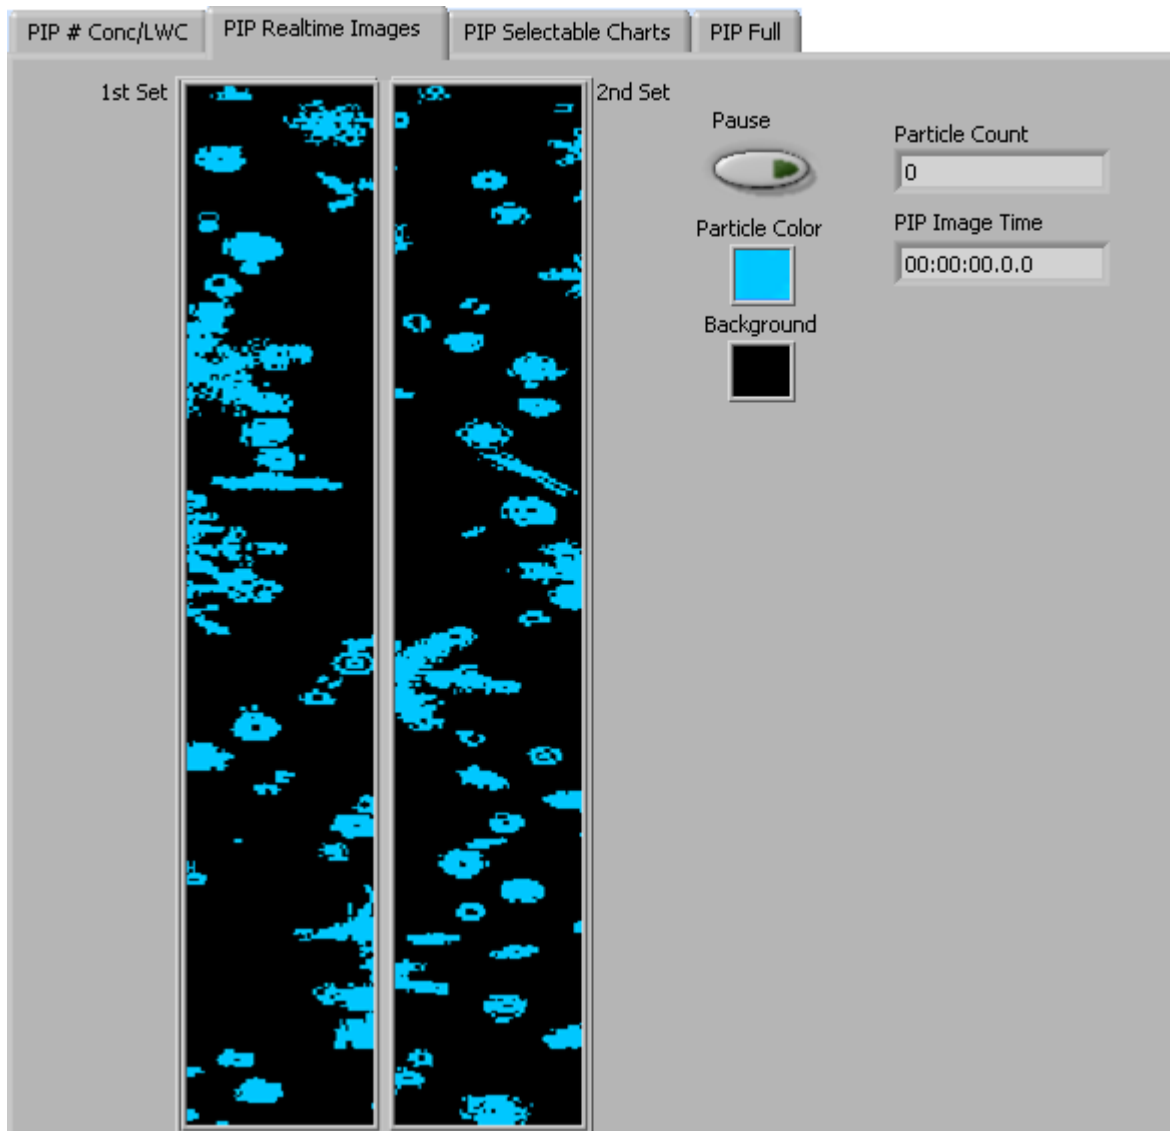 PIP # Conc/LWC
PIP Realtime Images
PIP Selectable Charts
PIP Full
1st Set
2nd Set
Pause
Particle Count
0
Particle Color
PIP Image Time
00:00:00.0.0
Background